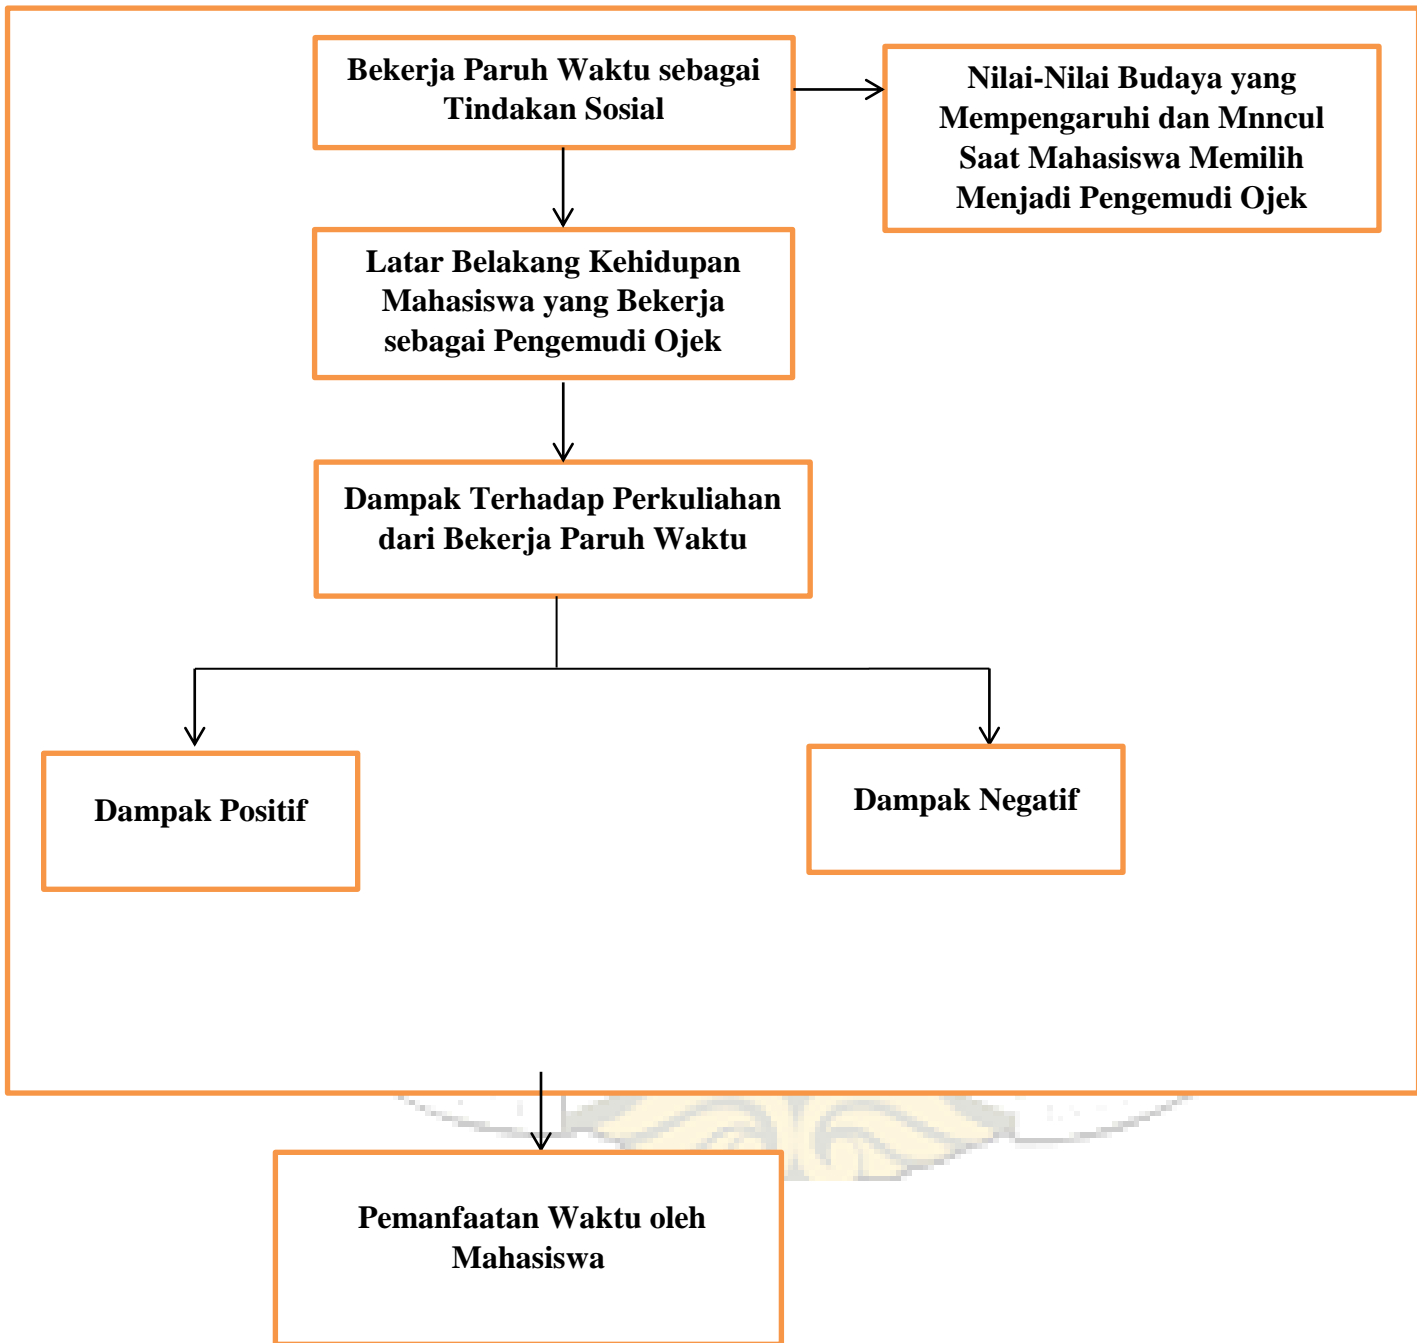 Bekerja Paruh Waktu sebagai
Tindakan Sosial
Nilai-Nilai Budaya yang
Mempengaruhi dan Mnncul
Saat Mahasiswa Memilih
Menjadi Pengemudi Ojek
Latar Belakang Kehidupan
Mahasiswa yang Bekerja
sebagai Pengemudi Ojek
Dampak Terhadap Perkuliahan
dari Bekerja Paruh Waktu
Dampak Positif
Dampak Negatif
Pemanfaatan Waktu oleh
Mahasiswa